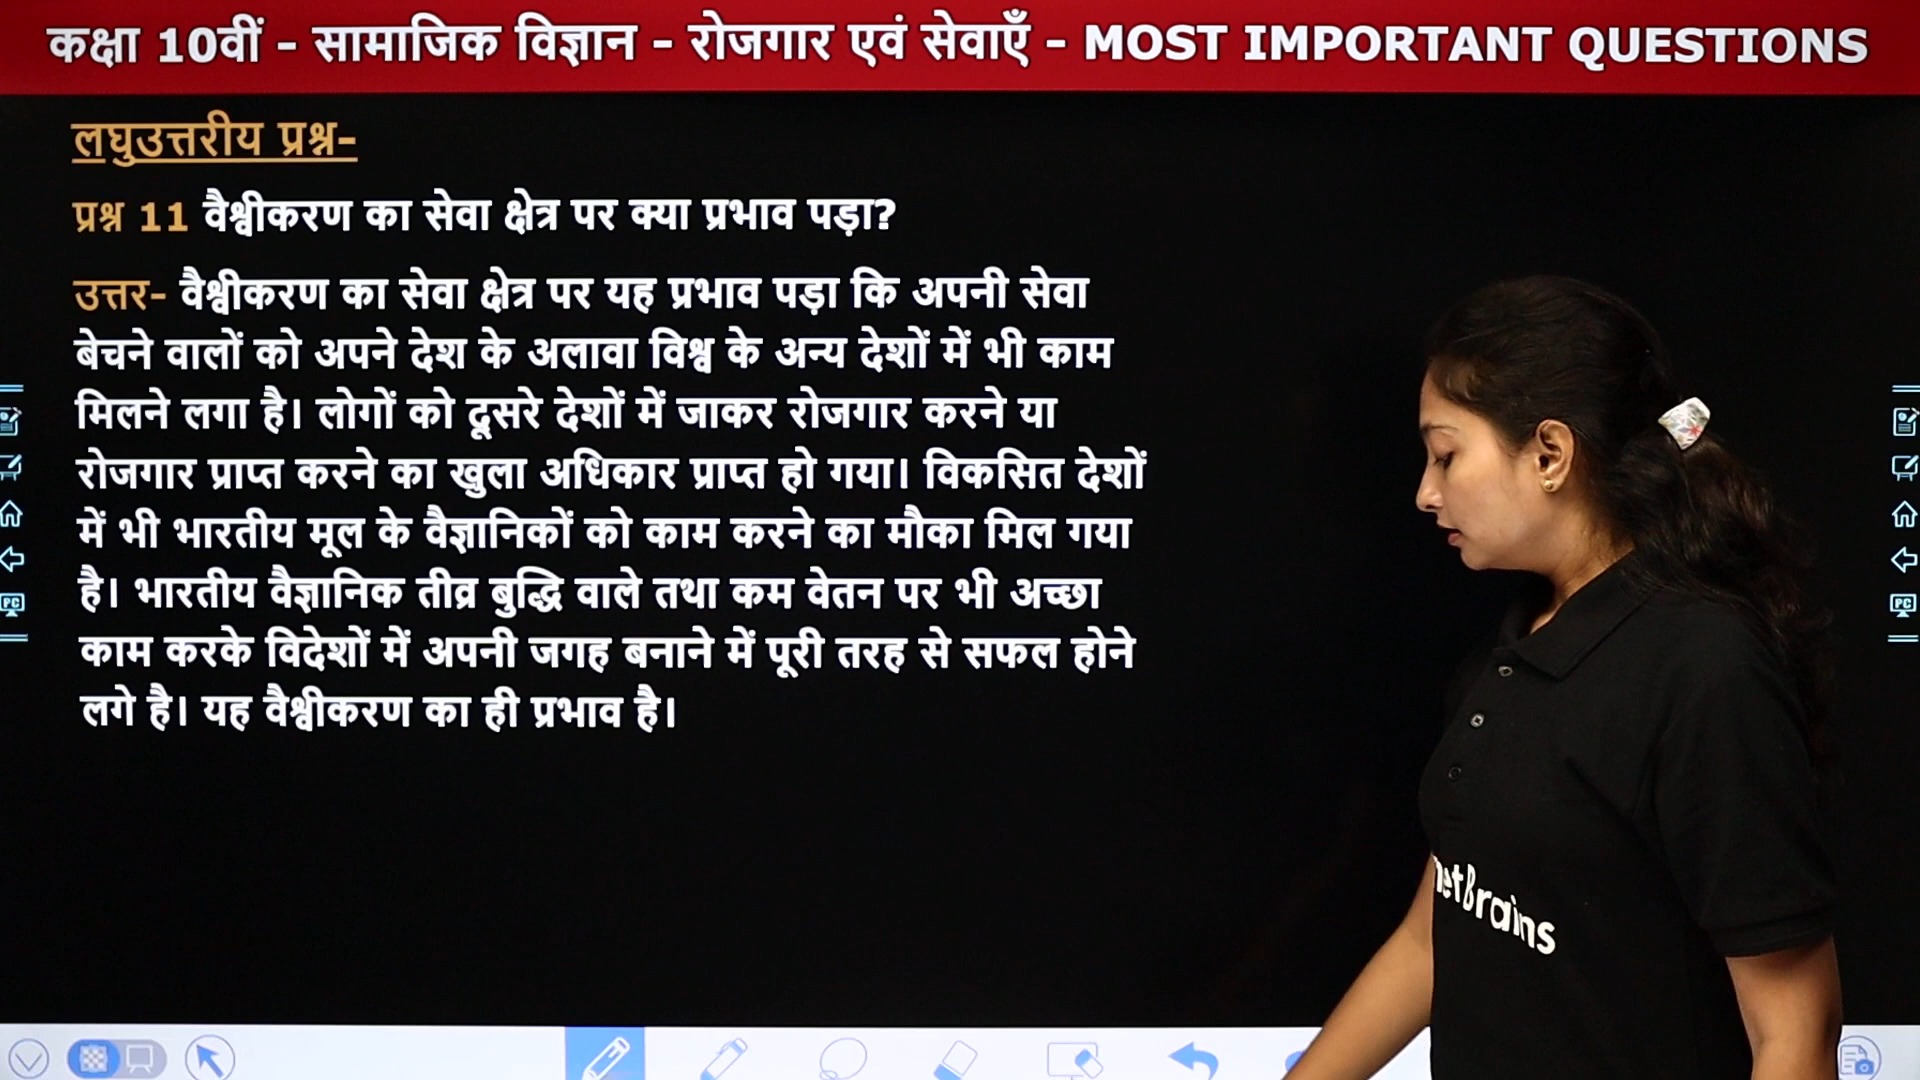 कक्षा 10वीं - सामाजिक विज्ञान - रोजगार एवं सेवाएँ - MOST IMPORTANT QUESTIONS
लघुउत्तरीय प्रश्न-
प्रश्न 11 वैश्वीकरण का सेवा क्षेत्र पर क्या प्रभाव पड़ा?
उत्तर- वैश्वीकरण का सेवा क्षेत्र पर यह प्रभाव पड़ा कि अपनी सेवा
बेचने वालों को अपने देश के अलावा विश्व के अन्य देशों में भी काम
मिलने लगा है। लोगों को दूसरे देशों में जाकर रोजगार करने या
रोजगार प्राप्त करने का खुला अधिकार प्राप्त हो गया। विकसित देशों
में भी भारतीय मूल के वैज्ञानिकों को काम करने का मौका मिल गया
है। भारतीय वैज्ञानिक तीव्र बुद्धि वाले तथा कम वेतन पर भी अच्छा
काम करके विदेशों में अपनी जगह बनाने में पूरी तरह से सफल होने
लगे है। यह वैश्वीकरण का ही प्रभाव है।
PC
PC
netBrains